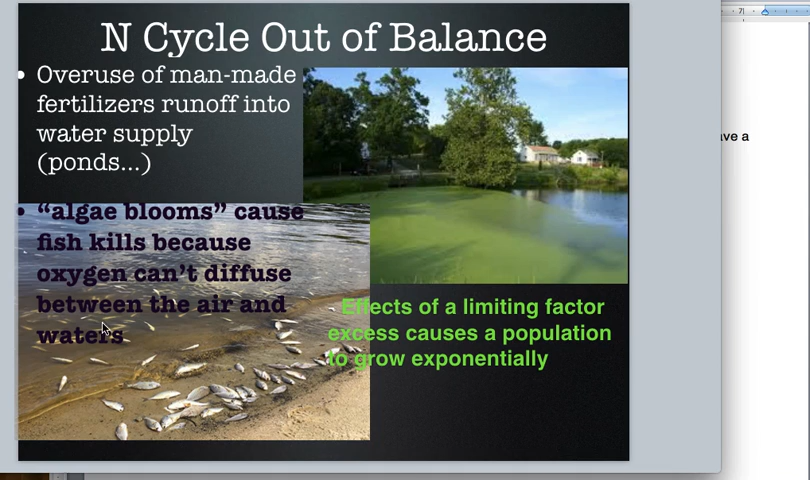 N Cycle Out of Balance
• Overuse of man-made
fertilizers runoff into
water supply
(ponds...)
• “algae blooms” cause
fish kills because
oxygen can’t diffuse
between the air and
waters
Effects of a limiting factor
excess causes a population
to grow exponentially
7
ave a